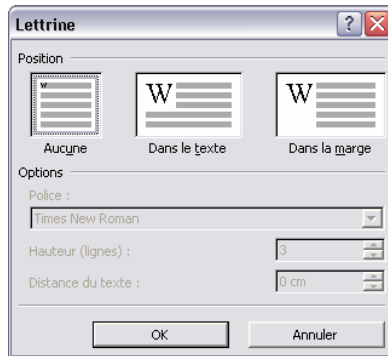 Lettrine
Position
W W W
Aucune Dans le texte Dans la marge
Options
Police :
Times New Roman
Hauteur (lignes) : 3
Distance du texte : 0 cm
OK Annuler